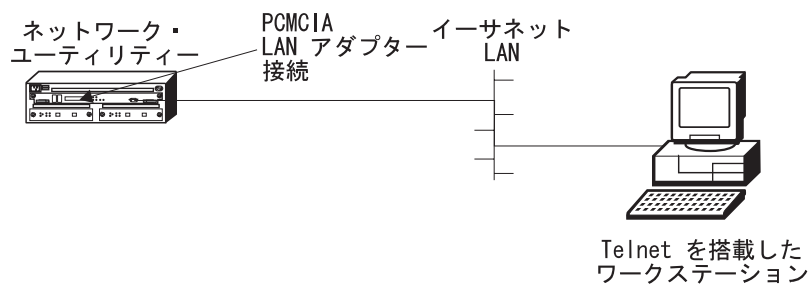 ネットワーク・
ユーティリティー
PCMCIA
LAN アダプター
接続
イーサネット
LAN
Telnet を搭載した
ワークステーション